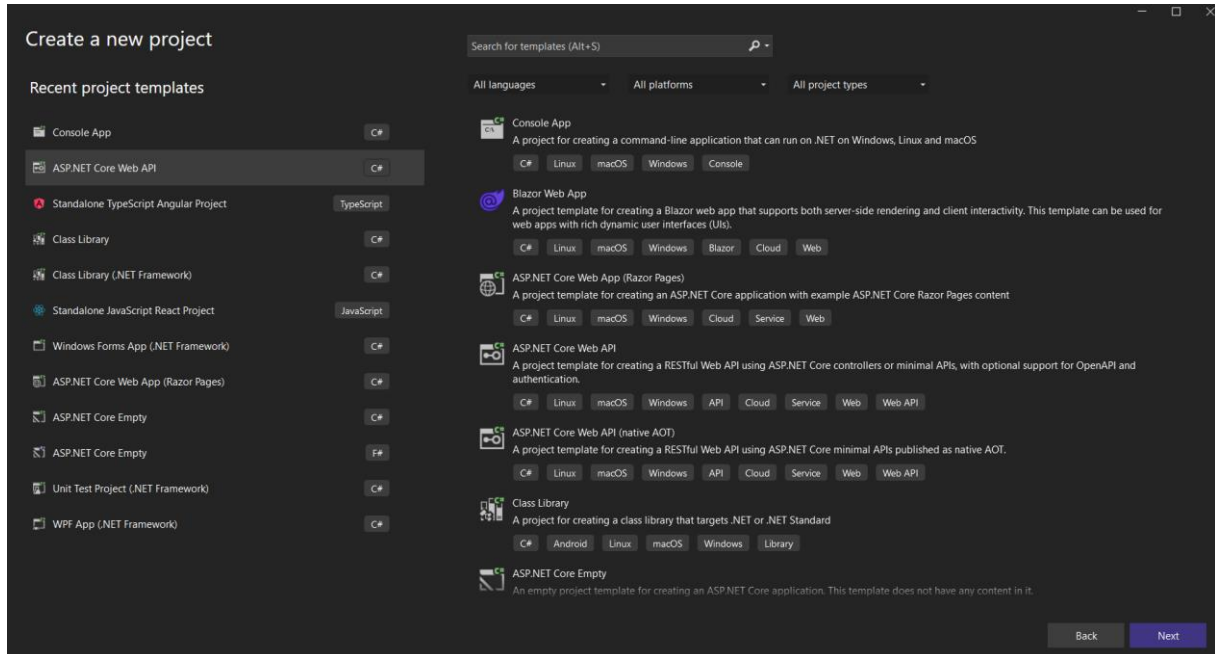 Create a new project
Recent project templates
Console App C#
ASP.NET Core Web API C#
Standalone TypeScript Angular Project TypeScript
Class Library C#
Class Library (.NET Framework) C#
Standalone JavaScript React Project JavaScript
Windows Forms App (.NET Framework) C#
ASP.NET Core Web App (Razor Pages) C#
ASP.NET Core Empty C#
ASP.NET Core Empty F#
Unit Test Project (.NET Framework) C#
WPF App (.NET Framework) C#
Search for templates (Alt+S)
All languages All platforms All project types
Console App
A project for creating a command-line application that can run on .NET on Windows, Linux and macOS
C# Linux macOS Windows Console
Blazor Web App
A project template for creating a Blazor web app that supports both server-side rendering and client interactivity. This template can be used for
web apps with rich dynamic user interfaces (UIs).
C# Linux macOS Windows Blazor Cloud Web
ASP.NET Core Web App (Razor Pages)
A project template for creating an ASP.NET Core application with example ASP.NET Core Razor Pages content
C# Linux macOS Windows Cloud Service Web
ASP.NET Core Web API
A project template for creating a RESTful Web API using ASP.NET Core controllers or minimal APIs, with optional support for OpenAPI and
authentication.
C# Linux macOS Windows API Cloud Service Web Web API
ASP.NET Core Web API (native AOT)
A project template for creating a RESTful Web API using ASP.NET Core minimal APIs published as native AOT.
C# Linux macOS Windows API Cloud Service Web Web API
Class Library
A project for creating a class library that targets .NET or .NET Standard
C# Android Linux macOS Windows Library
ASP.NET Core Empty
An empty project template for creating an ASP.NET Core application. This template does not have any content in it.
Back Next